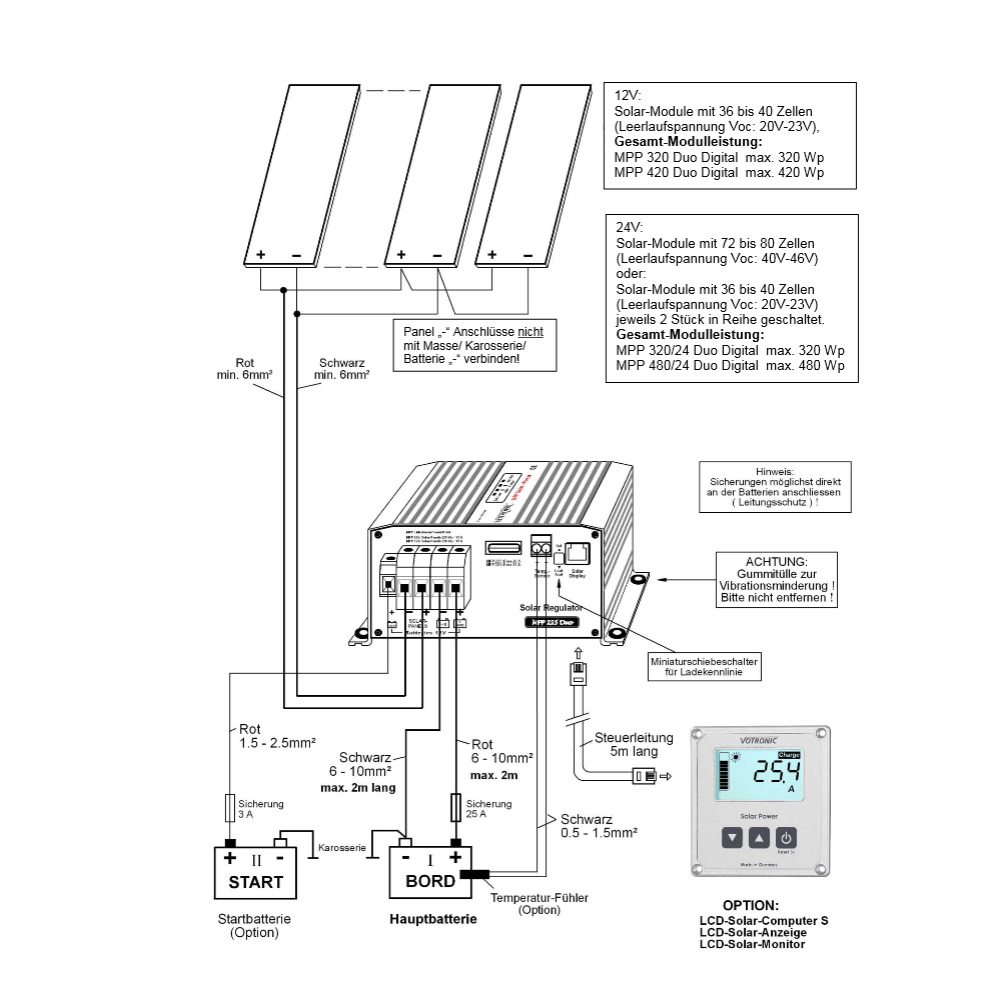 12V:
Solar-Module mit 36 bis 40 Zellen
(Leerlaufspannung Voc: 20V-23V),
Gesamt-Modulleistung:
MPP 320 Duo Digital max. 320 Wp
MPP 420 Duo Digital max. 420 Wp
24V:
Solar-Module mit 72 bis 80 Zellen
(Leerlaufspannung Voc: 40V-46V)
oder:
Solar-Module mit 36 bis 40 Zellen
(Leerlaufspannung Voc: 20V-23V)
jeweils 2 Stück in Reihe geschaltet.
Gesamt-Modulleistung:
MPP 320/24 Duo Digital max. 320 Wp
MPP 480/24 Duo Digital max. 480 Wp
+ −
+ −
+ −
Panel „-“ Anschlüsse nicht
mit Masse/ Karosserie/
Batterie „-“ verbinden!
Rot
min. 6mm²
Schwarz
min. 6mm²
Hinweis:
Sicherungen möglichst direkt
an der Batterien anschliessen
( Leitungsschutz ) !
ACHTUNG:
Gummitülle zur
Vibrationsminderung !
Bitte nicht entfernen !
Temp.-
Sensor
Solar
Display
Solar Regulator
MPP 225 Duo
+ − + − +
SOLAR-
PANELS
Batteries 12V
Miniaturschiebeschalter
für Ladekennlinie
Steuerleitung
5m lang
Rot
1.5 - 2.5mm²
Schwarz
6 - 10mm²
max. 2m lang
Rot
6 - 10mm²
max. 2m
Sicherung
3 A
Sicherung
25 A
Schwarz
0.5 - 1.5mm²
Karosserie
+ II -
START
Startbatterie
(Option)
- I +
BORD
Hauptbatterie
Temperatur-Fühler
(Option)
VOTRONIC
Charge
25.4
A
Solar Power
Reset 3s
Made in Germany
OPTION:
LCD-Solar-Computer S
LCD-Solar-Anzeige
LCD-Solar-Monitor